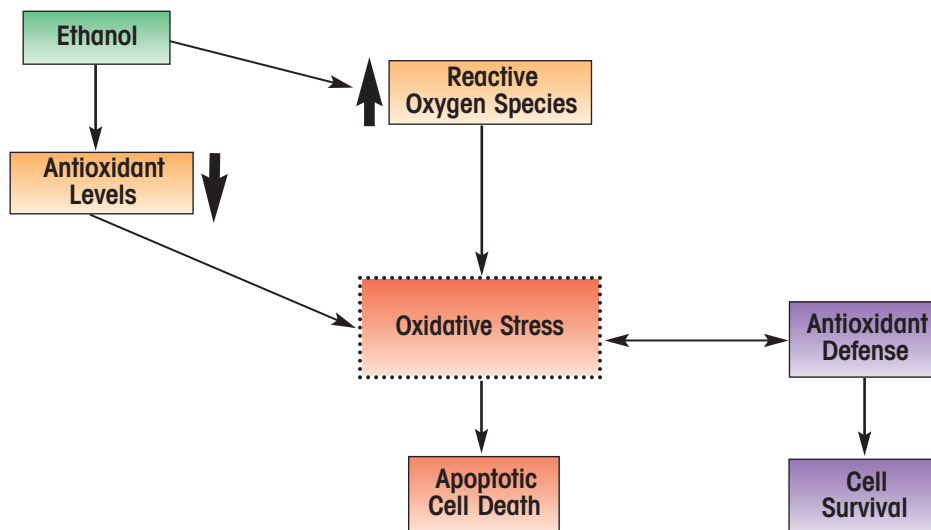 Ethanol
Reactive
Oxygen Species
Antioxidant
Levels
Oxidative Stress
Antioxidant
Defense
Apoptotic
Cell Death
Cell
Survival